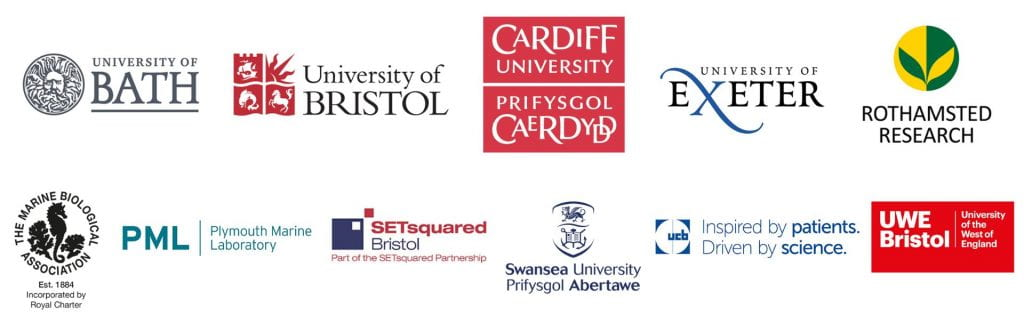 UNIVERSITY OF
BATH
University of
BRISTOL
CARDIFF
UNIVERSITY
PRIFYSGOL
CAERDYDD
UNIVERSITY OF
EXETER
ROTHAMSTED
RESEARCH
THE MARINE BIOLOGICAL
ASSOCIATION
Est. 1884
Incorporated by
Royal Charter
PML
Plymouth Marine
Laboratory
SETsquared
Bristol
Part of the SETsquared Partnership
Swansea University
Prifysgol Abertawe
ucb
Inspired by patients.
Driven by science.
UWE
Bristol
University
of the
West of
England